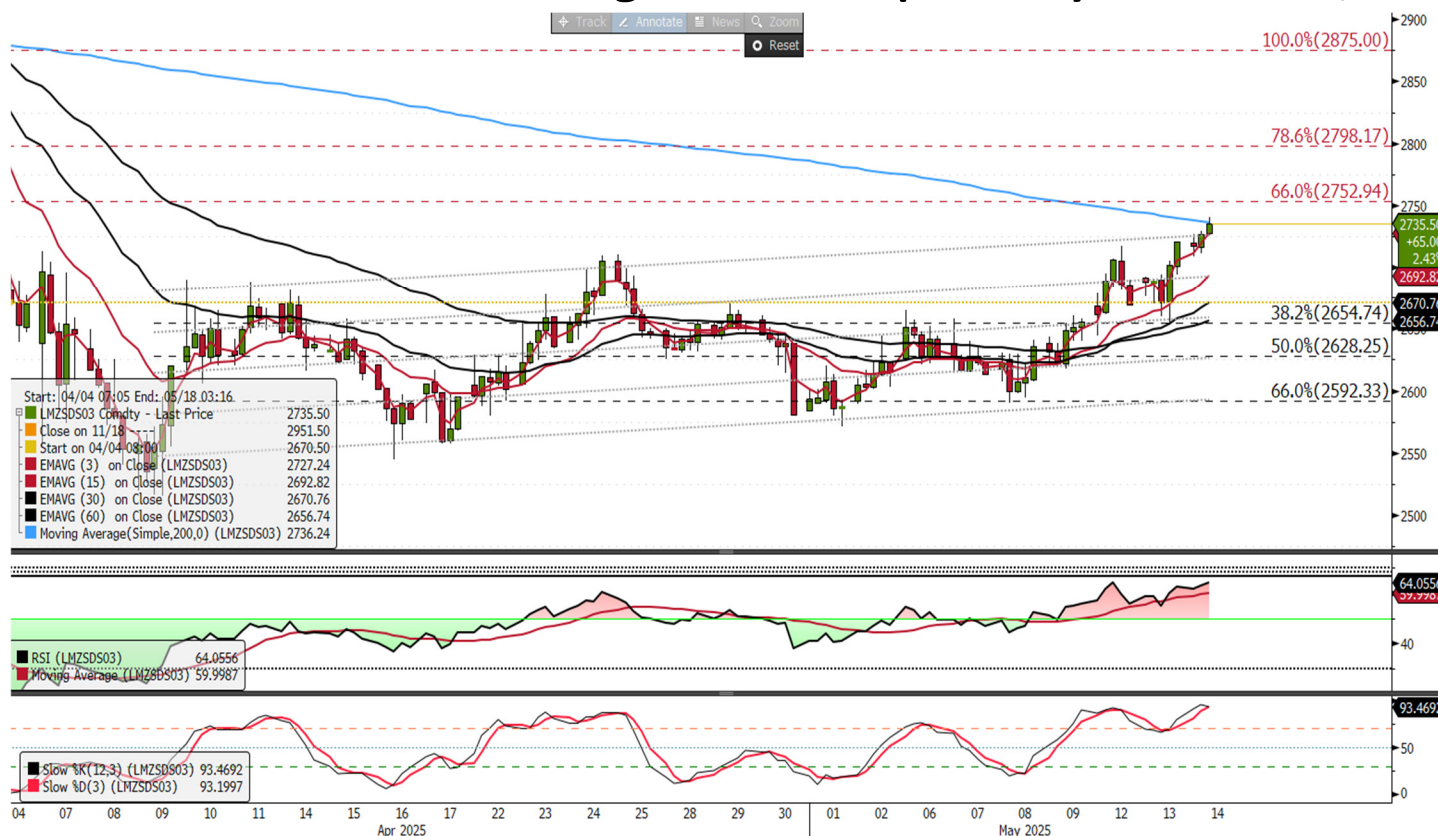 Track Annotate News Zoom
Reset
2900
100.0%(2875.00)
2850
2800
78.6%(2798.17)
66.0%(2752.94)
2750
2735.50
+65.00
2.43%
2692.82
2670.76
38.2%(2654.74)
2656.74
50.0%(2628.25)
2600
66.0%(2592.33)
2550
2500
Start: 04/04 07:05 End: 05/18 03:16
LMZSDS03 Comdty - Last Price 2735.50
Close on 11/18 ---- 2951.50
Start on 04/04 08:00 2670.50
EMAVG (3) on Close (LMZSDS03) 2727.24
EMAVG (15) on Close (LMZSDS03) 2692.82
EMAVG (30) on Close (LMZSDS03) 2670.76
EMAVG (60) on Close (LMZSDS03) 2656.74
Moving Average(Simple,200,0) (LMZSDS03) 2736.24
64.0556
59.9987
40
RSI (LMZSDS03) 64.0556
Moving Average (LMZSDS03) 59.9987
93.4692
50
0
Slow %K(12,3) (LMZSDS03) 93.4692
Slow %D(3) (LMZSDS03) 93.1997
04 07 08 09 10 11 14 15 16 17 22 23 24 25 28 29 30 01 02 06 07 08 09 12 13 14
Apr 2025 May 2025